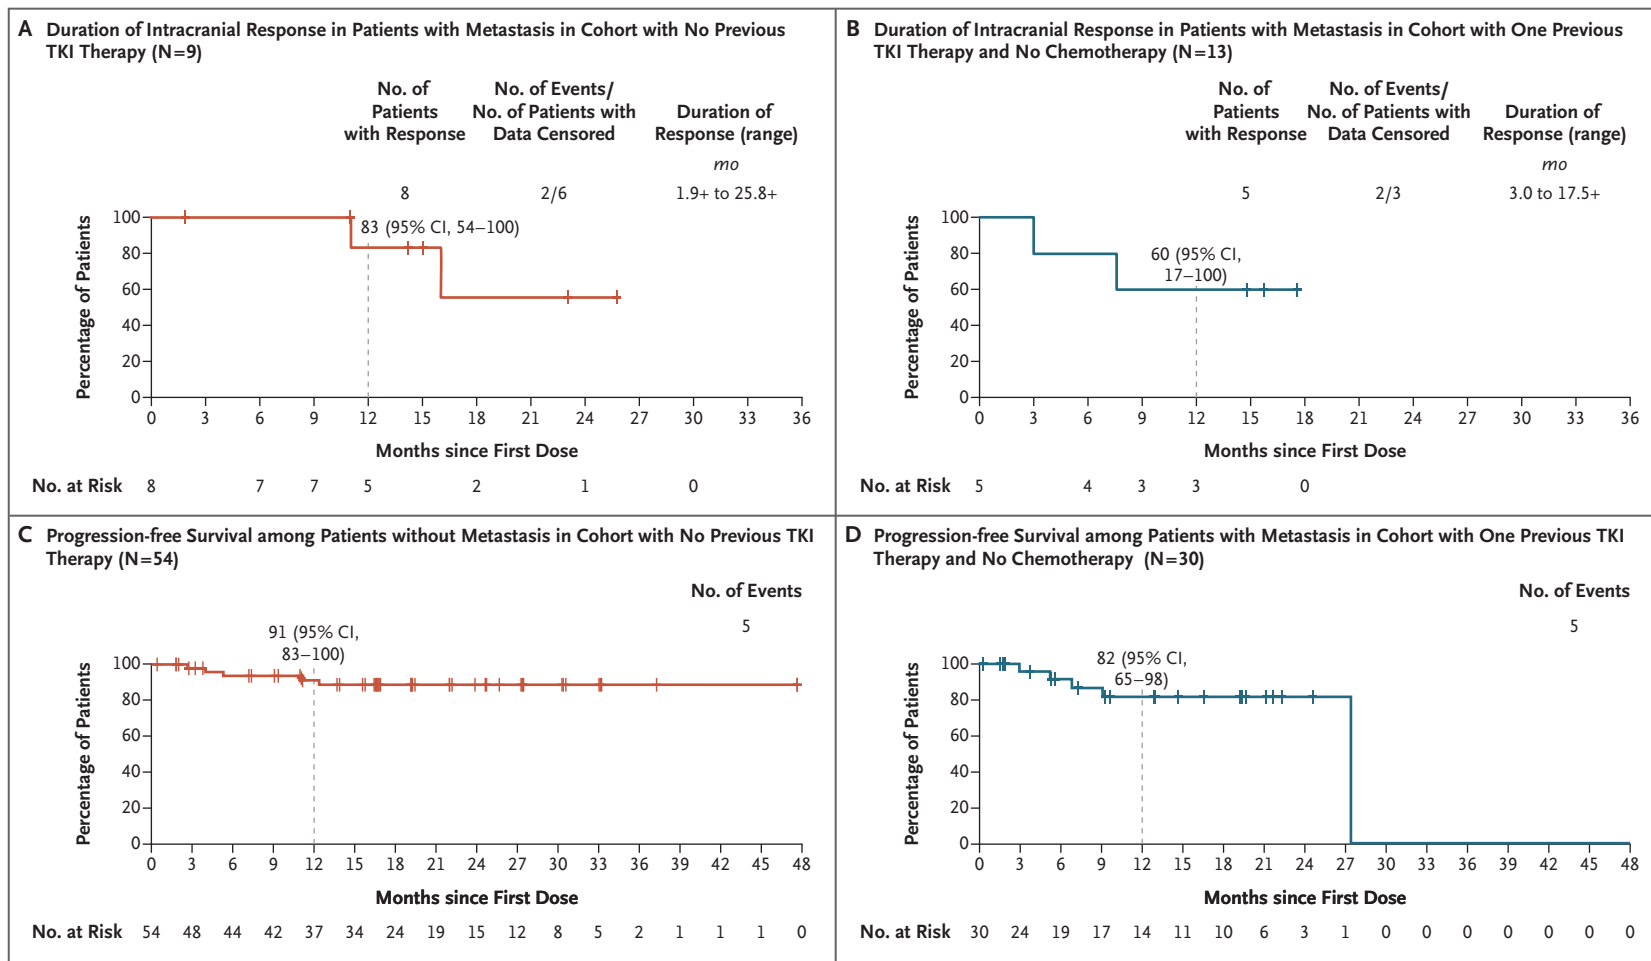 A Duration of Intracranial Response in Patients with Metastasis in Cohort with No Previous
TKI Therapy (N=9)
No. of
Patients
with Response
No. of Events/
No. of Patients with
Data Censored
Duration of
Response (range)
mo
8 2/6 1.9+ to 25.8+
83 (95% CI, 54–100)
Percentage of Patients
100
80
60
40
20
0
0 3 6 9 12 15 18 21 24 27 30 33 36
Months since First Dose
No. at Risk 8 7 7 5 2 1 0
B Duration of Intracranial Response in Patients with Metastasis in Cohort with One Previous
TKI Therapy and No Chemotherapy (N=13)
No. of
Patients
with Response
No. of Events/
No. of Patients with
Data Censored
Duration of
Response (range)
mo
5 2/3 3.0 to 17.5+
60 (95% CI,
17–100)
Percentage of Patients
100
80
60
40
20
0
0 3 6 9 12 15 18 21 24 27 30 33 36
Months since First Dose
No. at Risk 5 4 3 3 0
C Progression-free Survival among Patients without Metastasis in Cohort with No Previous TKI
Therapy (N=54)
No. of Events
5
91 (95% CI,
83–100)
Percentage of Patients
100
80
60
40
20
0
0 3 6 9 12 15 18 21 24 27 30 33 36 39 42 45 48
Months since First Dose
No. at Risk 54 48 44 42 37 34 24 19 15 12 8 5 2 1 1 1 0
D Progression-free Survival among Patients with Metastasis in Cohort with One Previous TKI
Therapy and No Chemotherapy (N=30)
No. of Events
5
82 (95% CI,
65–98)
Percentage of Patients
100
80
60
40
20
0
0 3 6 9 12 15 18 21 24 27 30 33 36 39 42 45 48
Months since First Dose
No. at Risk 30 24 19 17 14 11 10 6 3 1 0 0 0 0 0 0 0